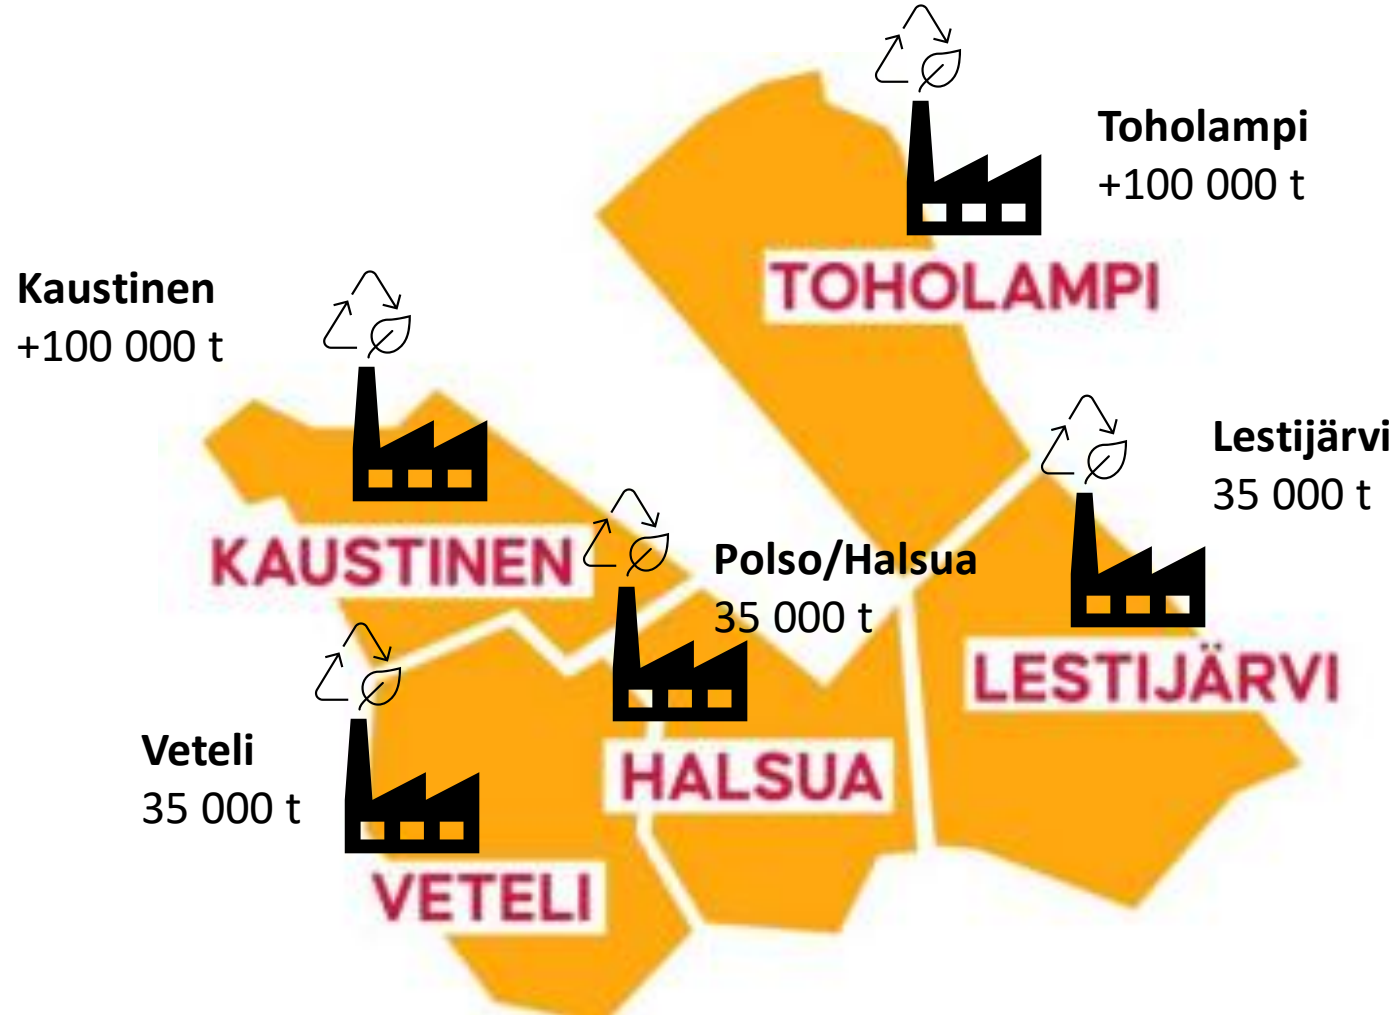 Toholampi
+100 000 t
TOHOLAMPI
Kaustinen
+100 000 t
KAUSTINEN
Lestijärvi
35 000 t
LESTIJÄRVI
Polso/Halsua
35 000 t
HALSUA
Veteli
35 000 t
VETELI